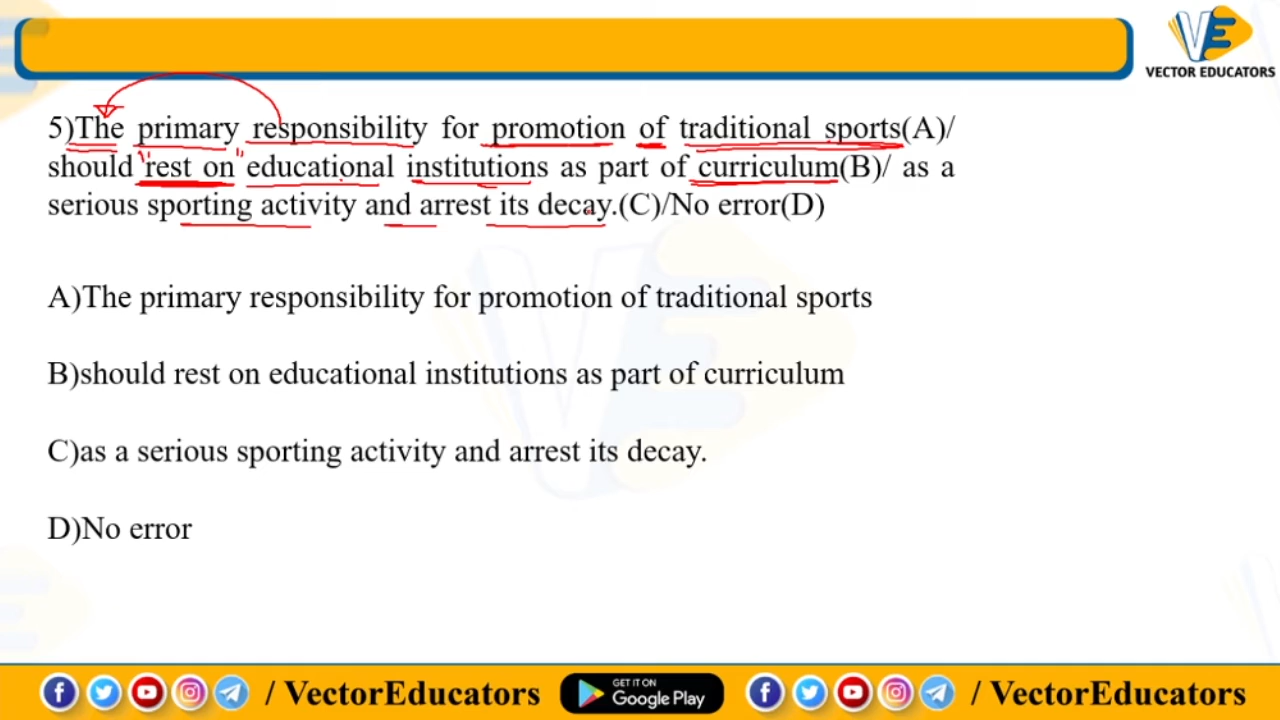 VE
VECTOR EDUCATORS
5)The primary responsibility for promotion of traditional sports(A)/
should "rest on" educational institutions as part of curriculum(B)/ as a
serious sporting activity and arrest its decay.(C)/No error(D)
A)The primary responsibility for promotion of traditional sports
B)should rest on educational institutions as part of curriculum
C)as a serious sporting activity and arrest its decay.
D)No error
/ VectorEducators GET IT ON Google Play / VectorEducators